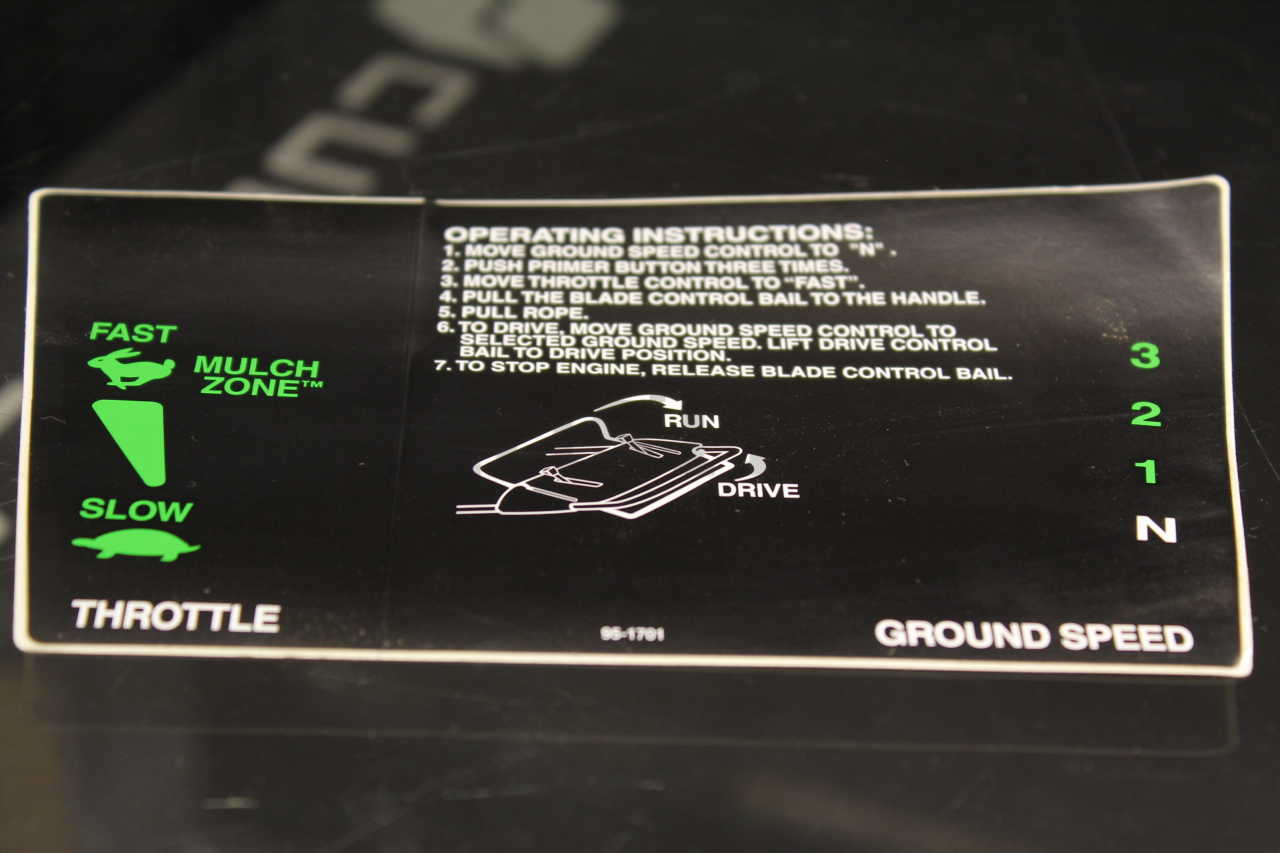 OPERATING INSTRUCTIONS:
1. MOVE GROUND SPEED CONTROL TO "N" .
2. PUSH PRIMER BUTTON THREE TIMES.
3. MOVE THROTTLE CONTROL TO "FAST".
4. PULL THE BLADE CONTROL BAIL TO THE HANDLE.
5. PULL ROPE.
6. TO DRIVE, MOVE GROUND SPEED CONTROL TO
SELECTED GROUND SPEED. LIFT DRIVE CONTROL
BAIL TO DRIVE POSITION.
7. TO STOP ENGINE, RELEASE BLADE CONTROL BAIL.
FAST
MULCH
ZONE™
SLOW
THROTTLE
RUN
DRIVE
95-1701
3
2
1
N
GROUND SPEED